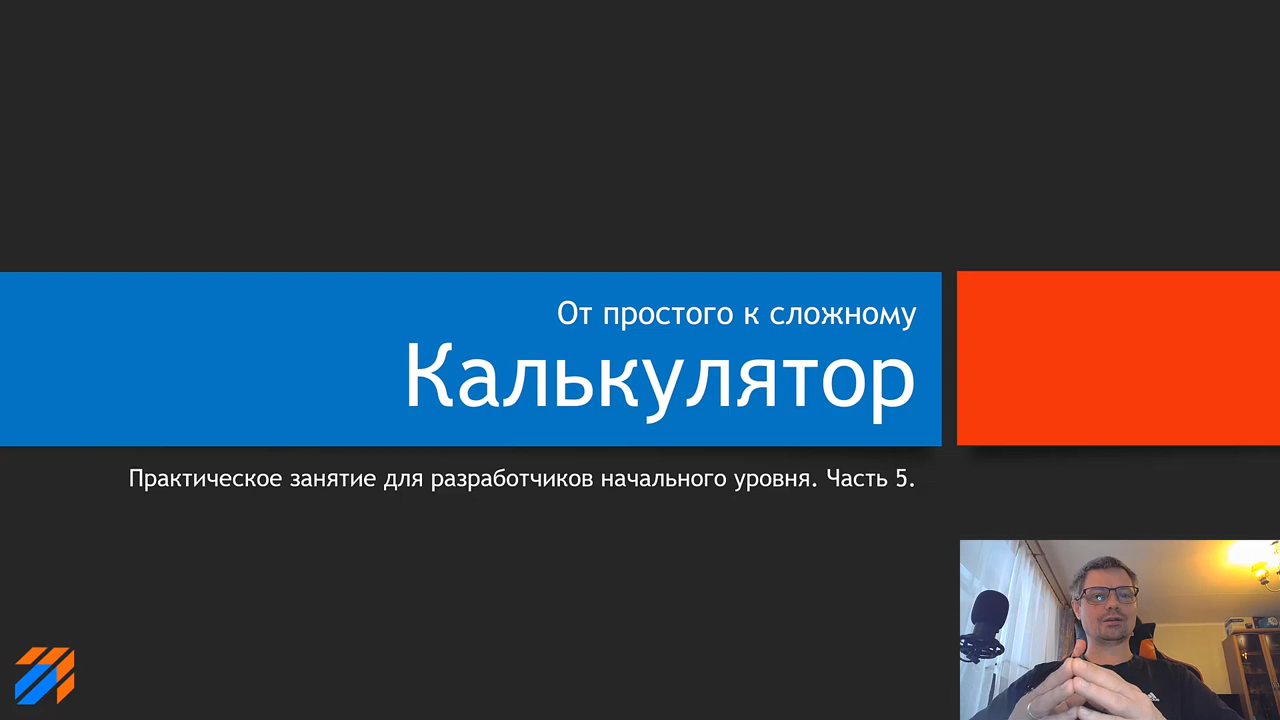 От простого к сложному
Калькулятор
Практическое занятие для разработчиков начального уровня. Часть 5.